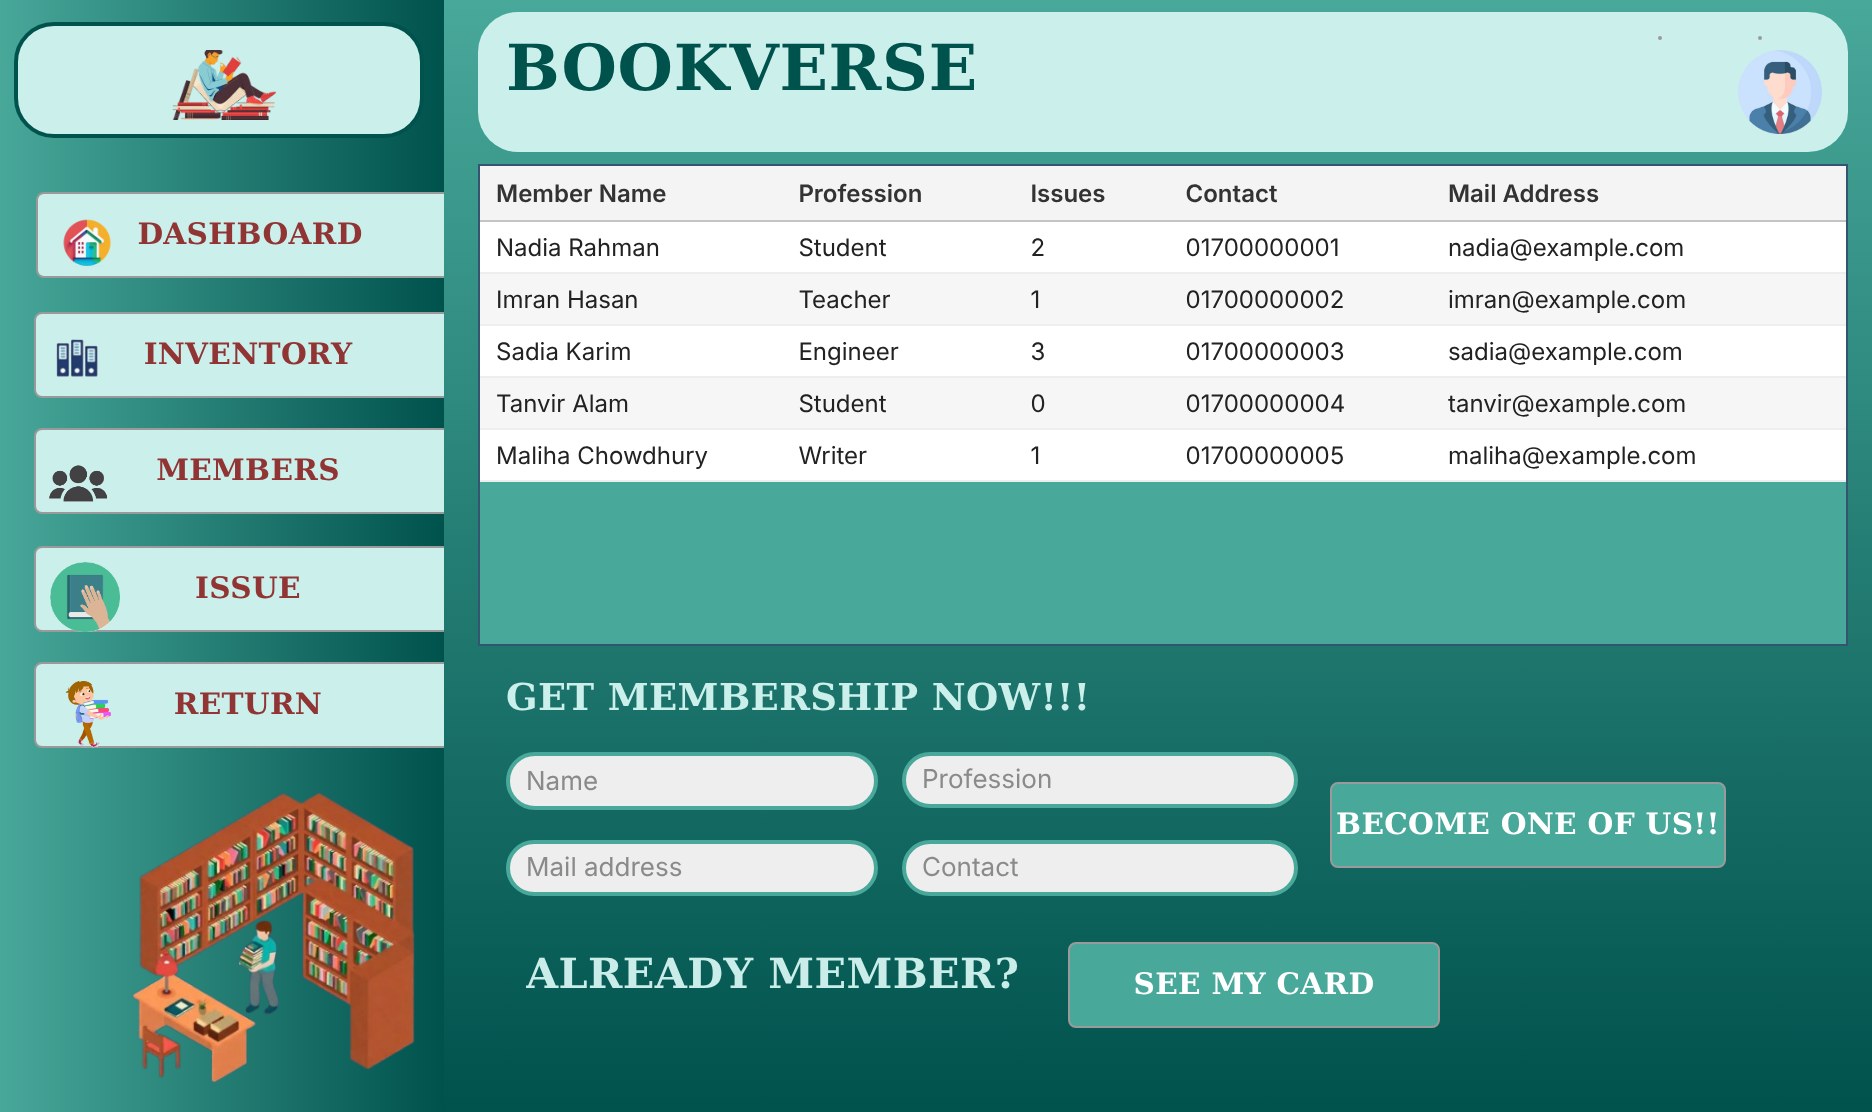 BOOKVERSE
DASHBOARD
INVENTORY
MEMBERS
ISSUE
RETURN
Member Name Profession Issues Contact Mail Address
Nadia Rahman Student 2 01700000001 nadia@example.com
Imran Hasan Teacher 1 01700000002 imran@example.com
Sadia Karim Engineer 3 01700000003 sadia@example.com
Tanvir Alam Student 0 01700000004 tanvir@example.com
Maliha Chowdhury Writer 1 01700000005 maliha@example.com
GET MEMBERSHIP NOW!!!
Name Profession
Mail address Contact
BECOME ONE OF US!!
ALREADY MEMBER? SEE MY CARD